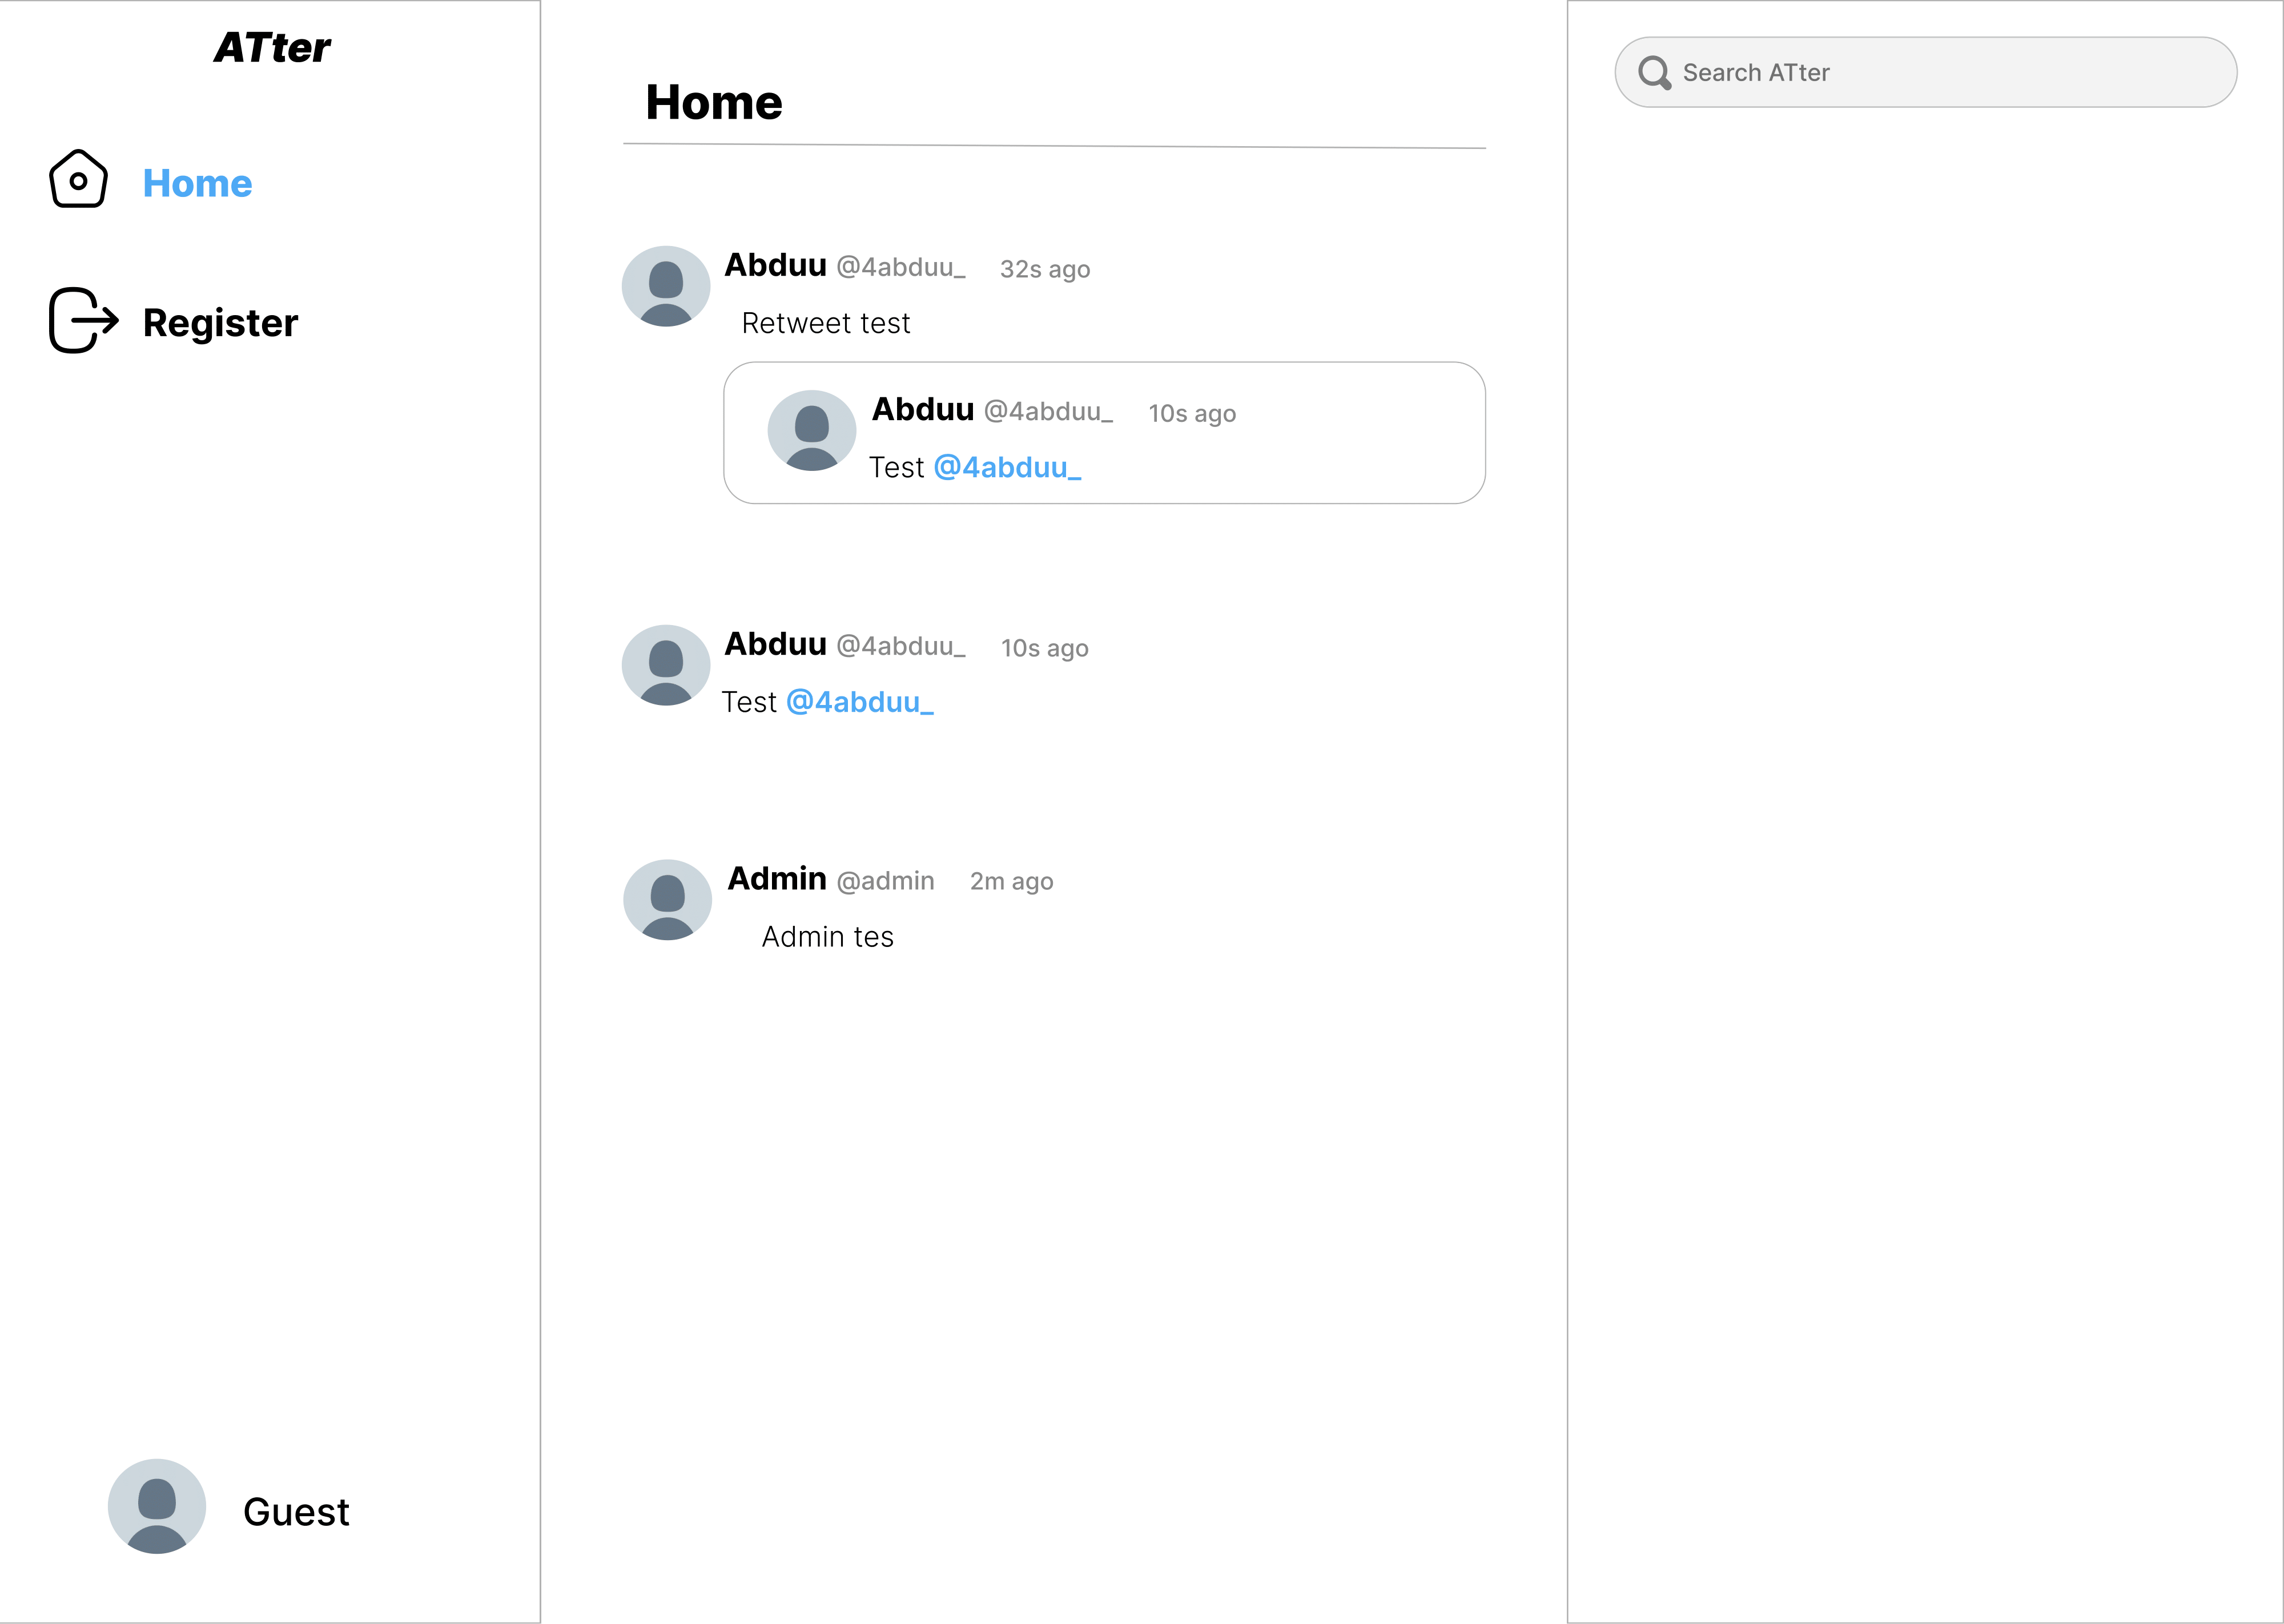 ATter
Home
Register
Guest
Home
Abduu @4abduu_ 32s ago
Retweet test
Abduu @4abduu_ 10s ago
Test @4abduu_
Abduu @4abduu_ 10s ago
Test @4abduu_
Admin @admin 2m ago
Admin tes
Search ATter